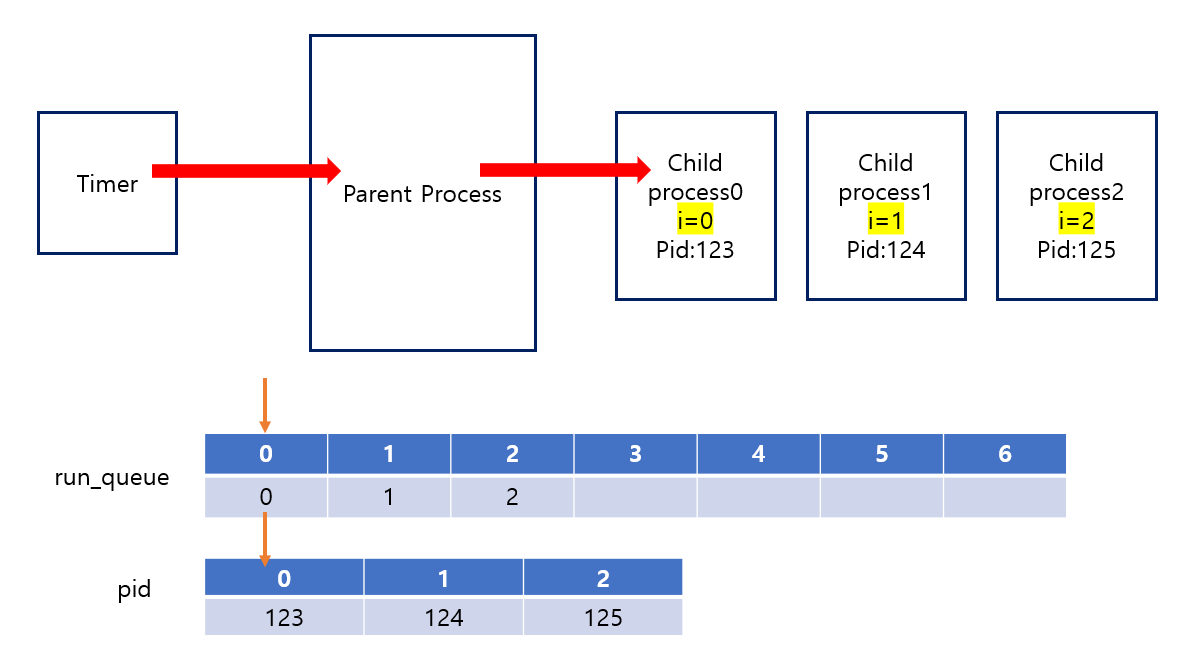 Timer
Parent Process
Child
process0
i=0
Pid:123
Child
process1
i=1
Pid:124
Child
process2
i=2
Pid:125
run_queue
0 1 2 3 4 5 6
0 1 2
pid
0 1 2
123 124 125